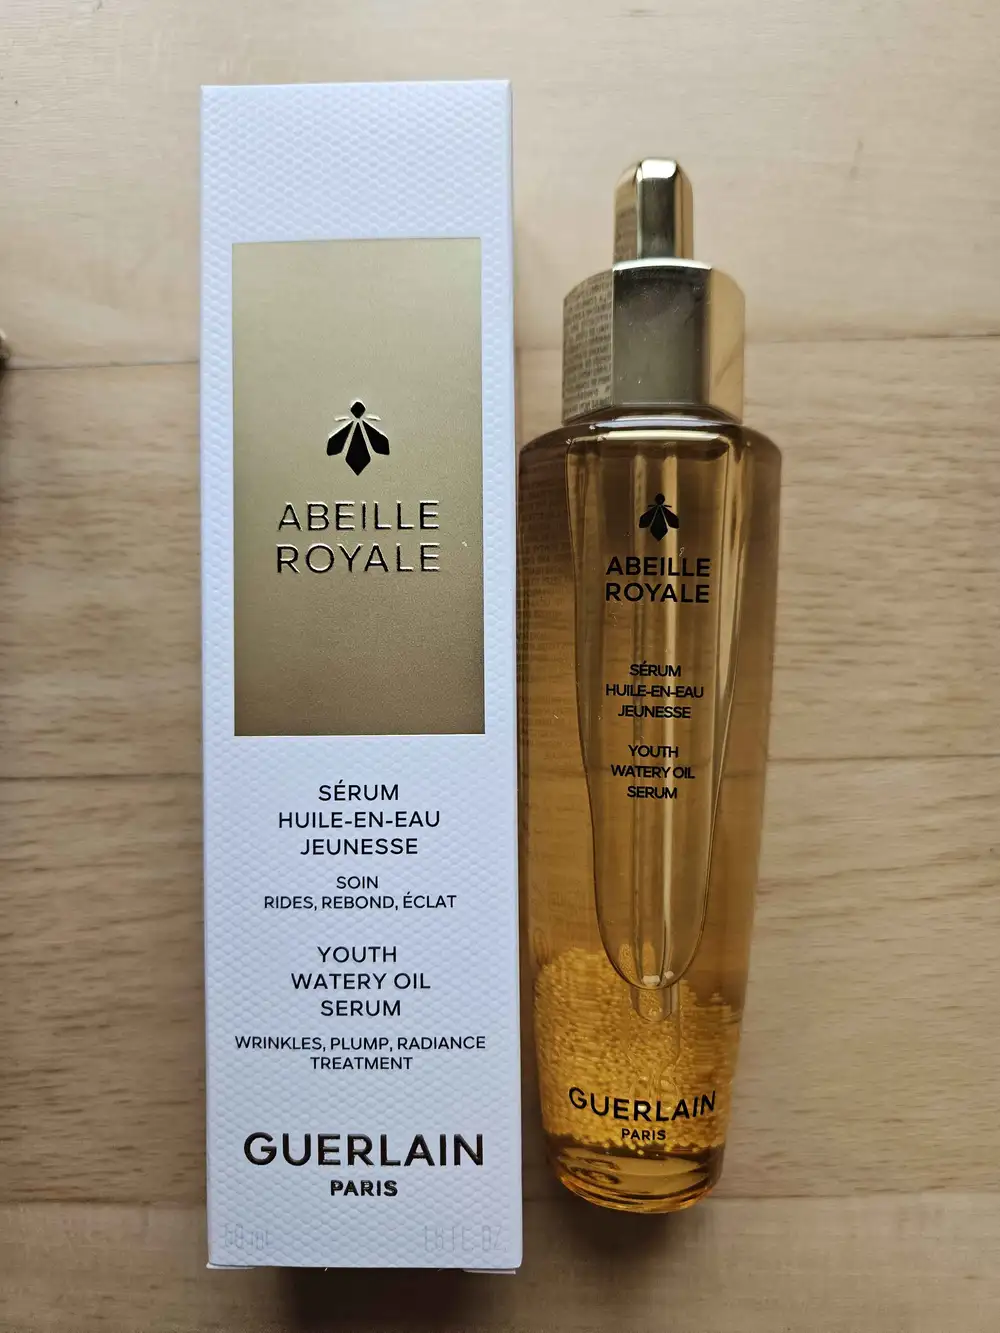 ABEILLE
ROYALE
SÉRUM
HUILE-EN-EAU
JEUNESSE
SOIN
RIDES, REBOND, ÉCLAT
YOUTH
WATERY OIL
SERUM
WRINKLES, PLUMP, RADIANCE
TREATMENT
GUERLAIN
PARIS
ABEILLE
ROYALE
SÉRUM
HUILE-EN-EAU
JEUNESSE
YOUTH
WATERY OIL
SERUM
GUERLAIN
PARIS